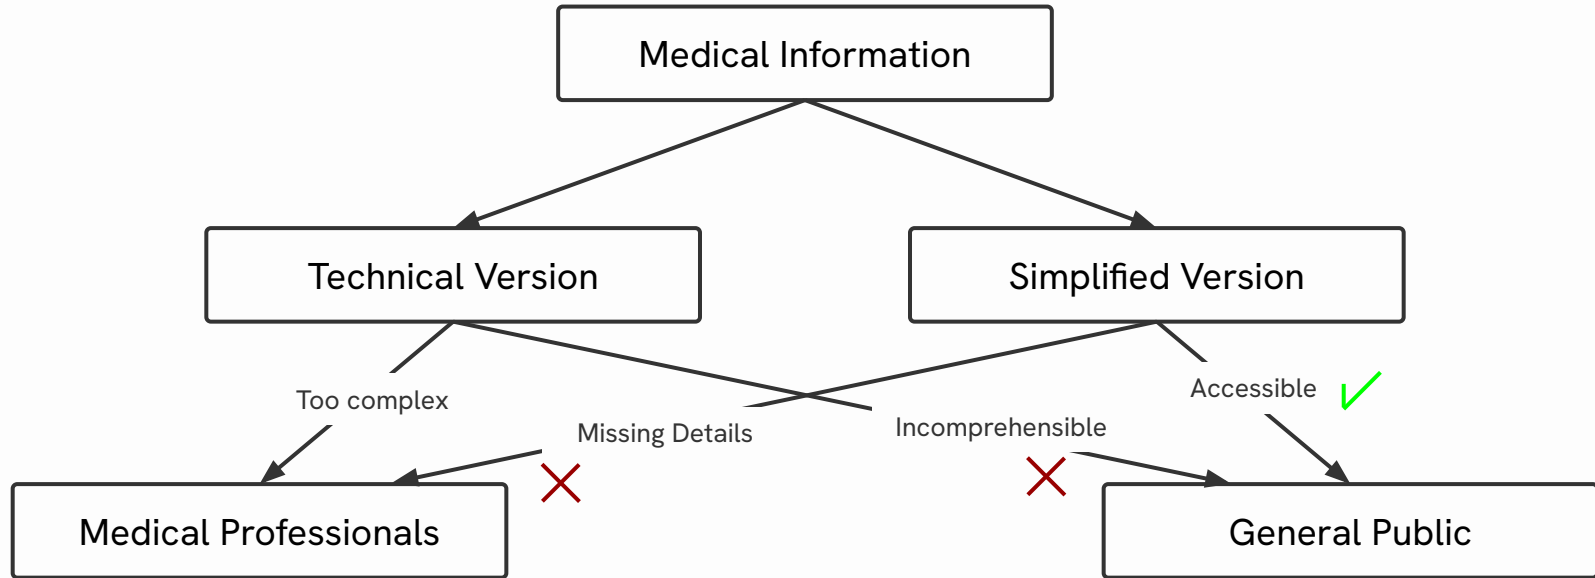 Medical Information
Technical Version
Simplified Version
Too complex
Missing Details
Incomprehensible
Accessible
Medical Professionals
General Public